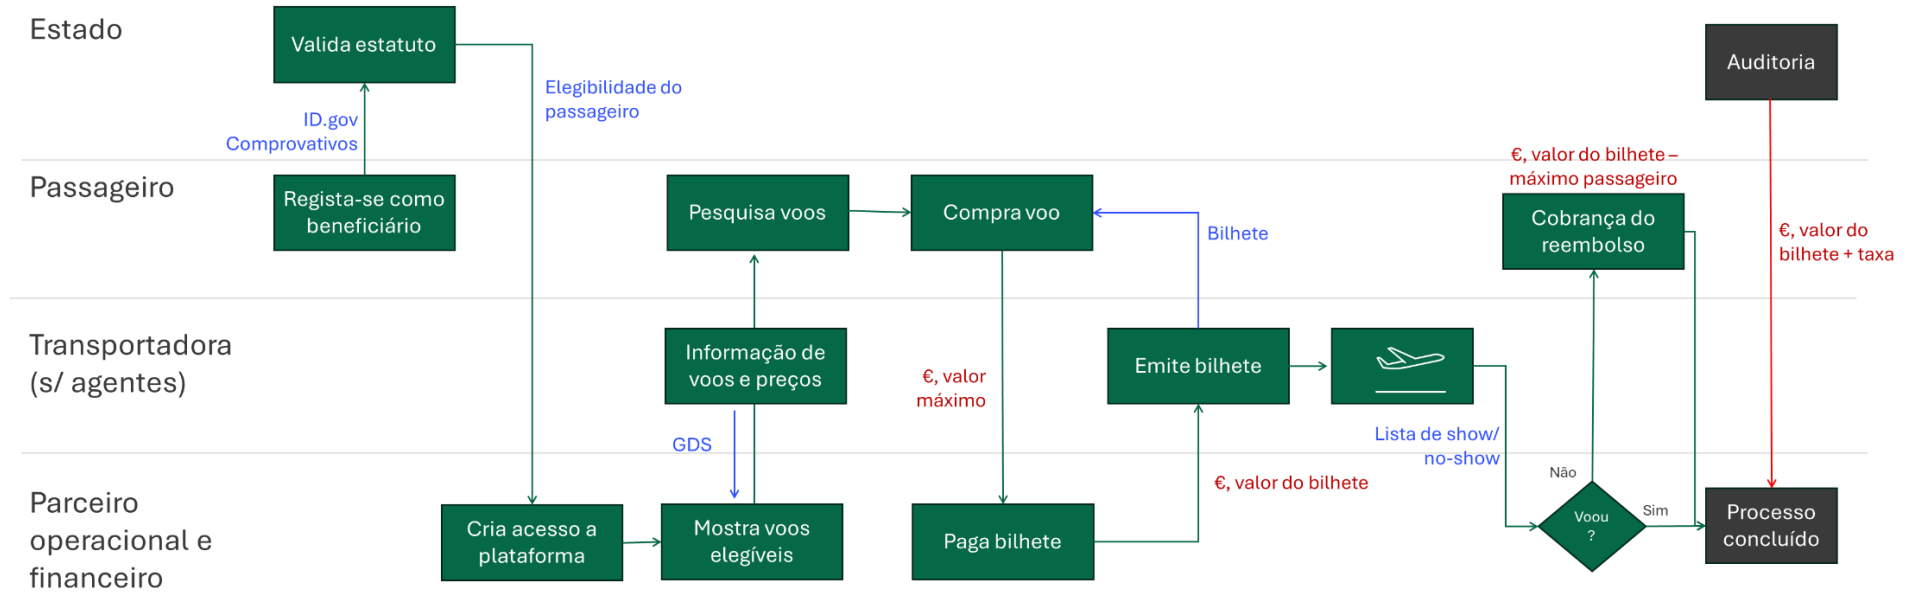 Estado
Valida estatuto
Auditoria
Elegibilidade do
passageiro
ID.gov
Comprovativos
€, valor do bilhete –
máximo passageiro
Passageiro
Regista-se como
beneficiário
Pesquisa voos
Compra voo
Bilhete
Cobrança do
reembolso
€, valor do
bilhete + taxa
Transportadora
(s/ agentes)
Informação de
voos e preços
Emite bilhete
€, valor
máximo
GDS
Lista de show/
no-show
€, valor do bilhete
Não
Parceiro
operacional e
financeiro
Cria acesso a
plataforma
Mostra voos
elegíveis
Paga bilhete
Voou
?
Sim
Processo
concluído